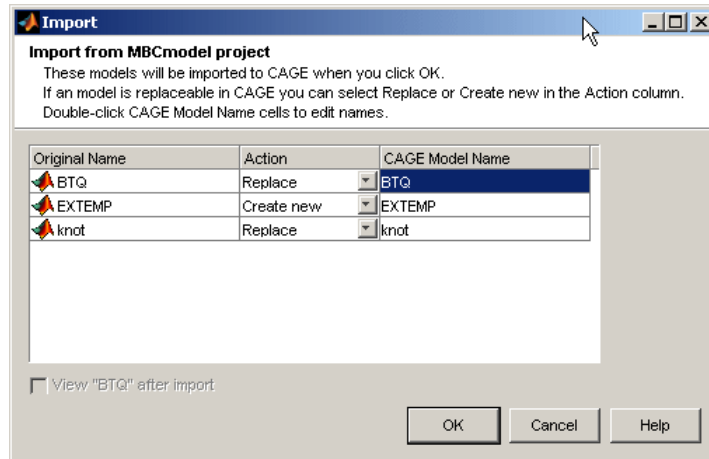 Import
Import from MBCmodel project
These models will be imported to CAGE when you click OK.
If an model is replaceable in CAGE you can select Replace or Create new in the Action column.
Double-click CAGE Model Name cells to edit names.
Original Name Action CAGE Model Name
BTQ Replace BTQ
EXTEMP Create new EXTEMP
knot Replace knot
View "BTQ" after import
OK Cancel Help